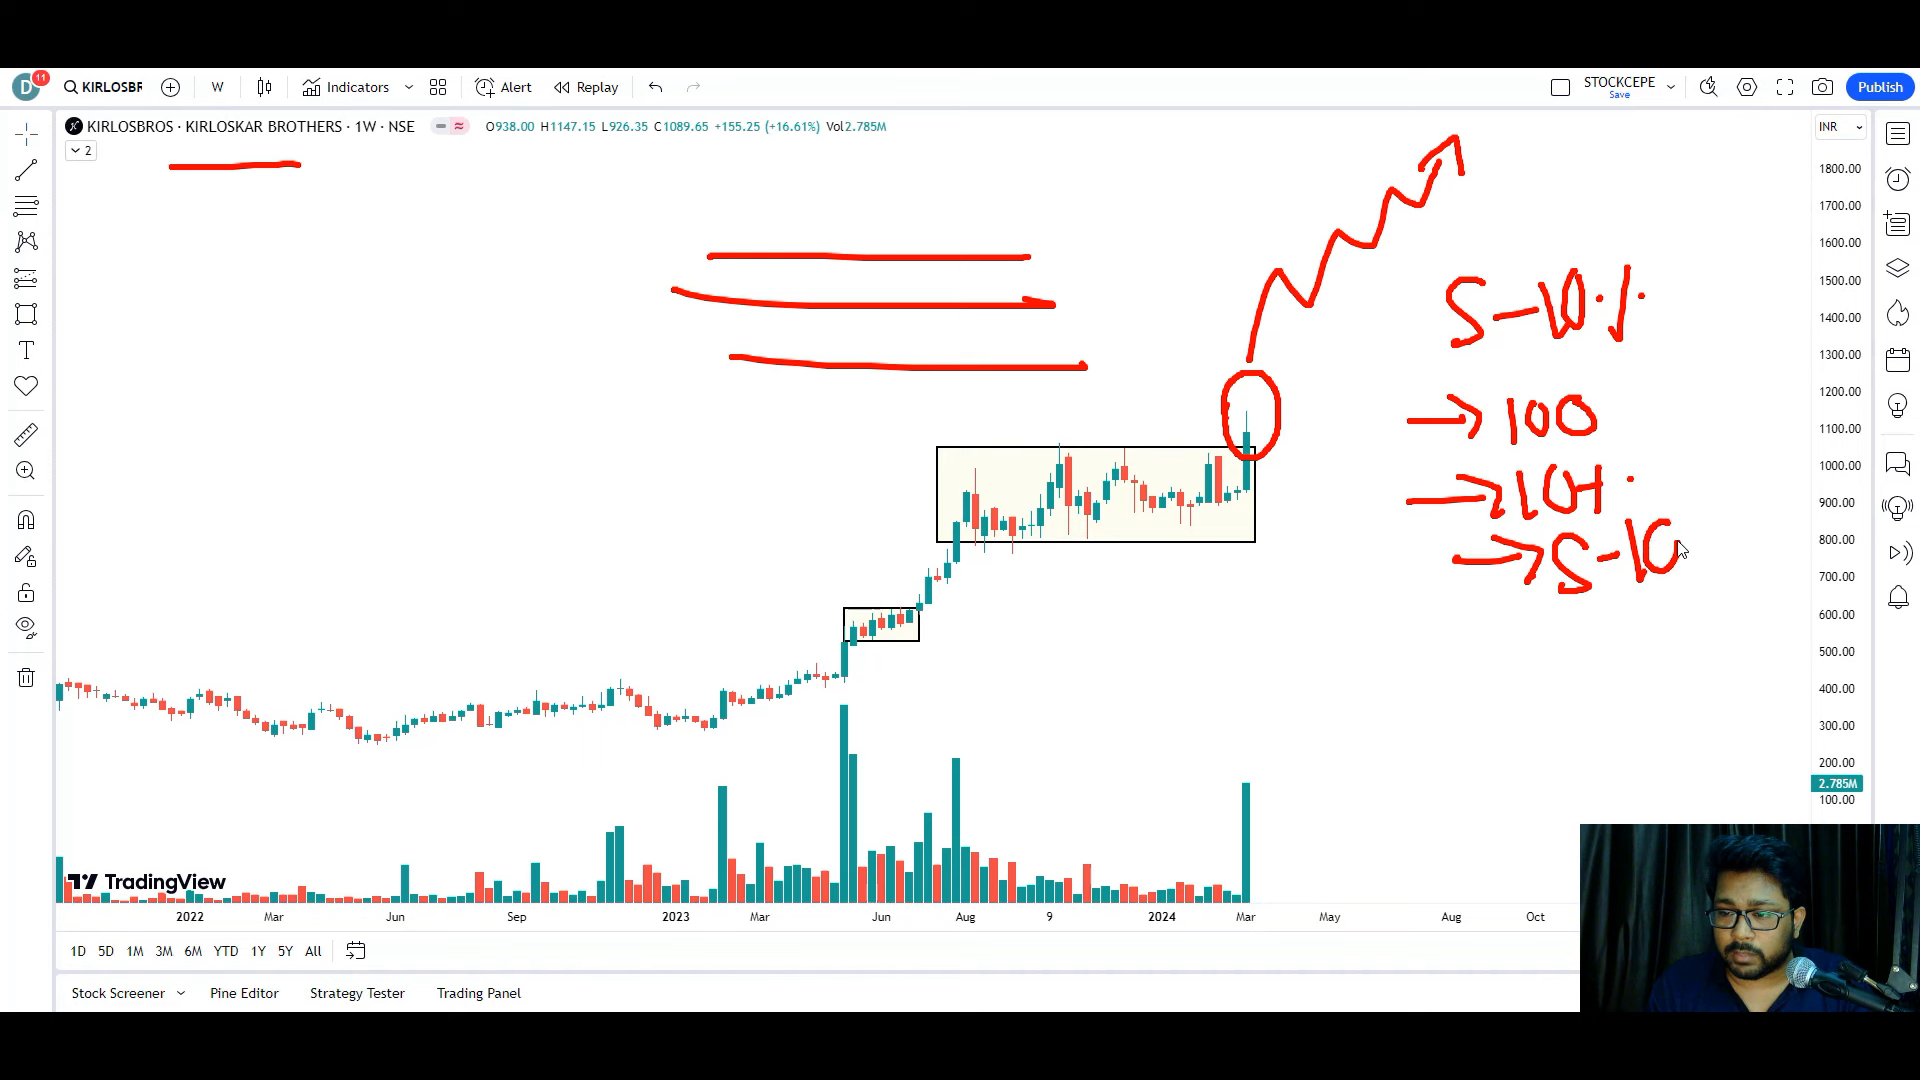 D 11 KIRLOSBR W Indicators Alert Replay STOCKCEPE Save Publish
KIRLOSBROS · KIRLOSKAR BROTHERS · 1W · NSE O938.00 H1147.15 L926.35 C1089.65 +155.25 (+16.61%) Vol2.785M INR
2
1800.00
1700.00
1600.00
1500.00
1400.00
1300.00
1200.00
1100.00
1000.00
900.00
800.00
700.00
600.00
500.00
400.00
300.00
200.00
2.785M
100.00
S-10%
→ 100
→ 104.
→ S-10
TradingView
2022 Mar Jun Sep 2023 Mar Jun Aug 9 2024 Mar May Aug Oct
1D 5D 1M 3M 6M YTD 1Y 5Y All
Stock Screener Pine Editor Strategy Tester Trading Panel